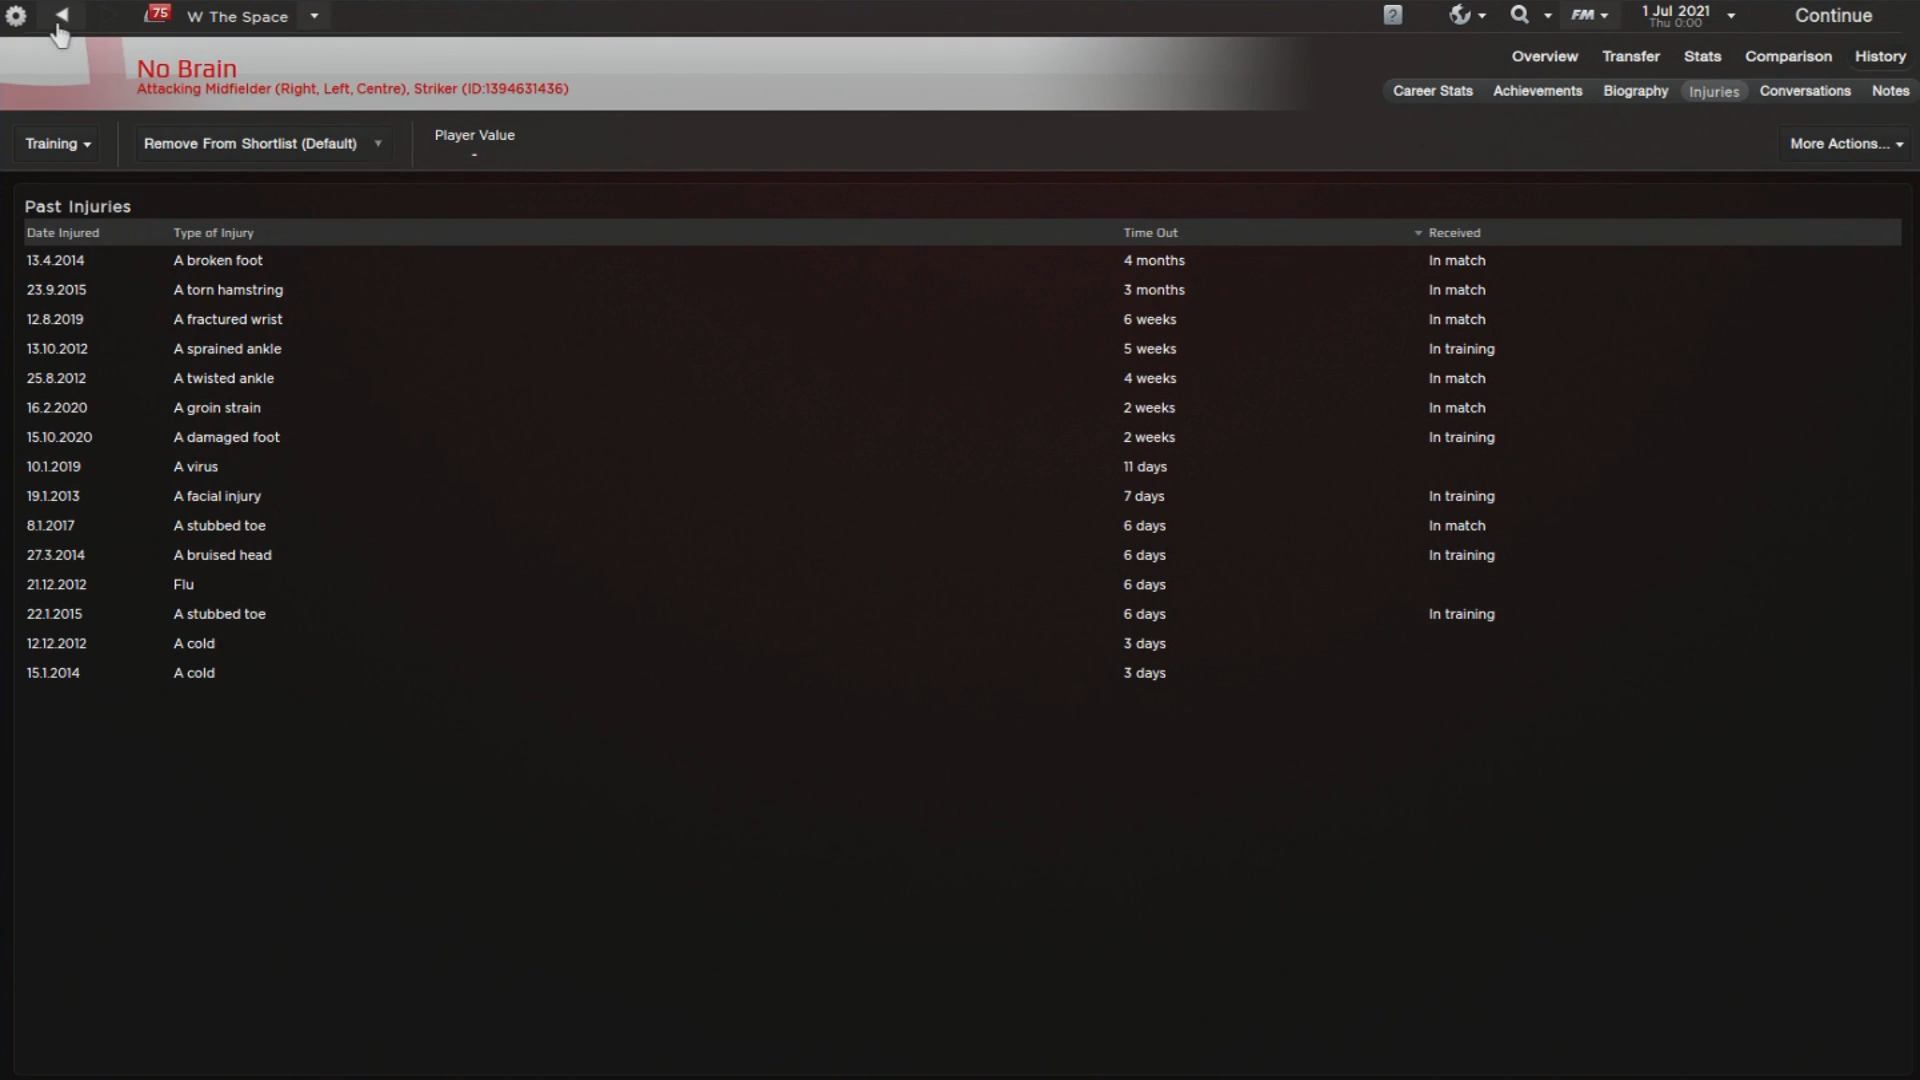 75 W The Space
? FM 1 Jul 2021 Continue
Thu 0:00
No Brain
Attacking Midfielder (Right, Left, Centre), Striker (ID:1394631436)
Overview Transfer Stats Comparison History
Career Stats Achievements Biography Injuries Conversations Notes
Training Remove From Shortlist (Default) Player Value More Actions...
-
Past Injuries
Date Injured Type of Injury Time Out Received
13.4.2014 A broken foot 4 months In match
23.9.2015 A torn hamstring 3 months In match
12.8.2019 A fractured wrist 6 weeks In match
13.10.2012 A sprained ankle 5 weeks In training
25.8.2012 A twisted ankle 4 weeks In match
16.2.2020 A groin strain 2 weeks In match
15.10.2020 A damaged foot 2 weeks In training
10.1.2019 A virus 11 days
19.1.2013 A facial injury 7 days In training
8.1.2017 A stubbed toe 6 days In match
27.3.2014 A bruised head 6 days In training
21.12.2012 Flu 6 days
22.1.2015 A stubbed toe 6 days In training
12.12.2012 A cold 3 days
15.1.2014 A cold 3 days